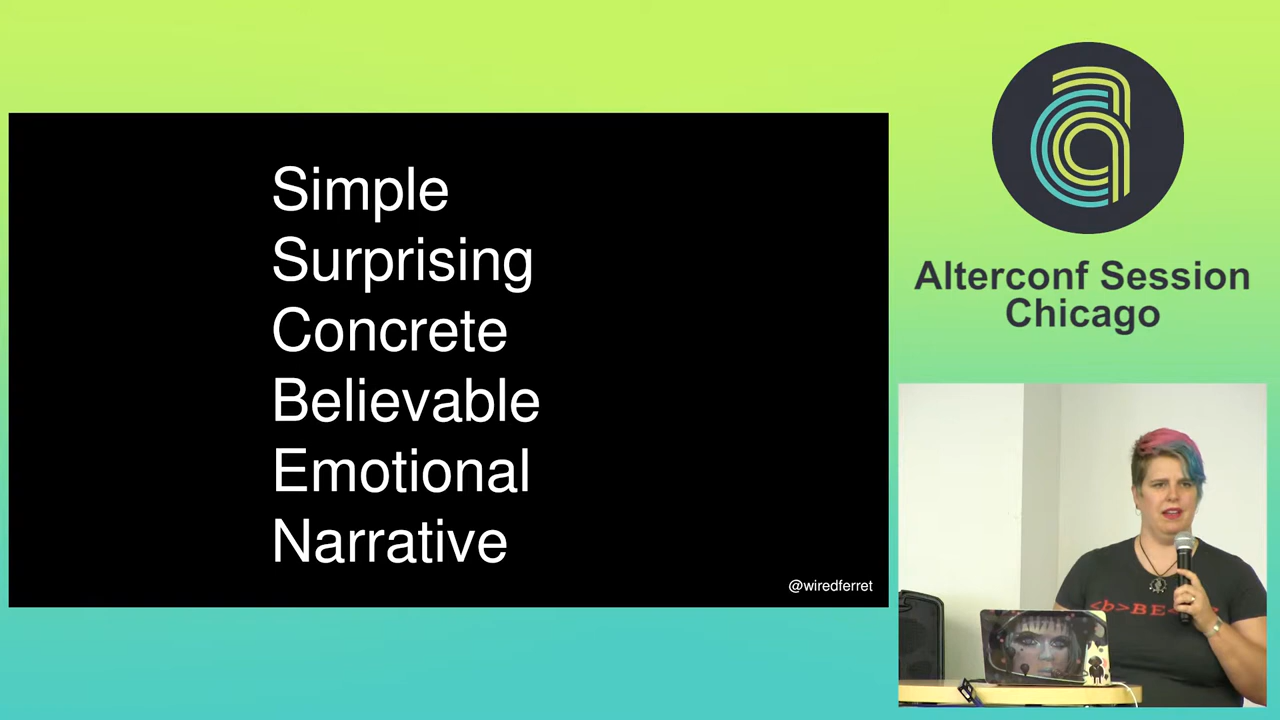 Simple
Surprising
Concrete
Believable
Emotional
Narrative
@wiredferret
Alterconf Session
Chicago